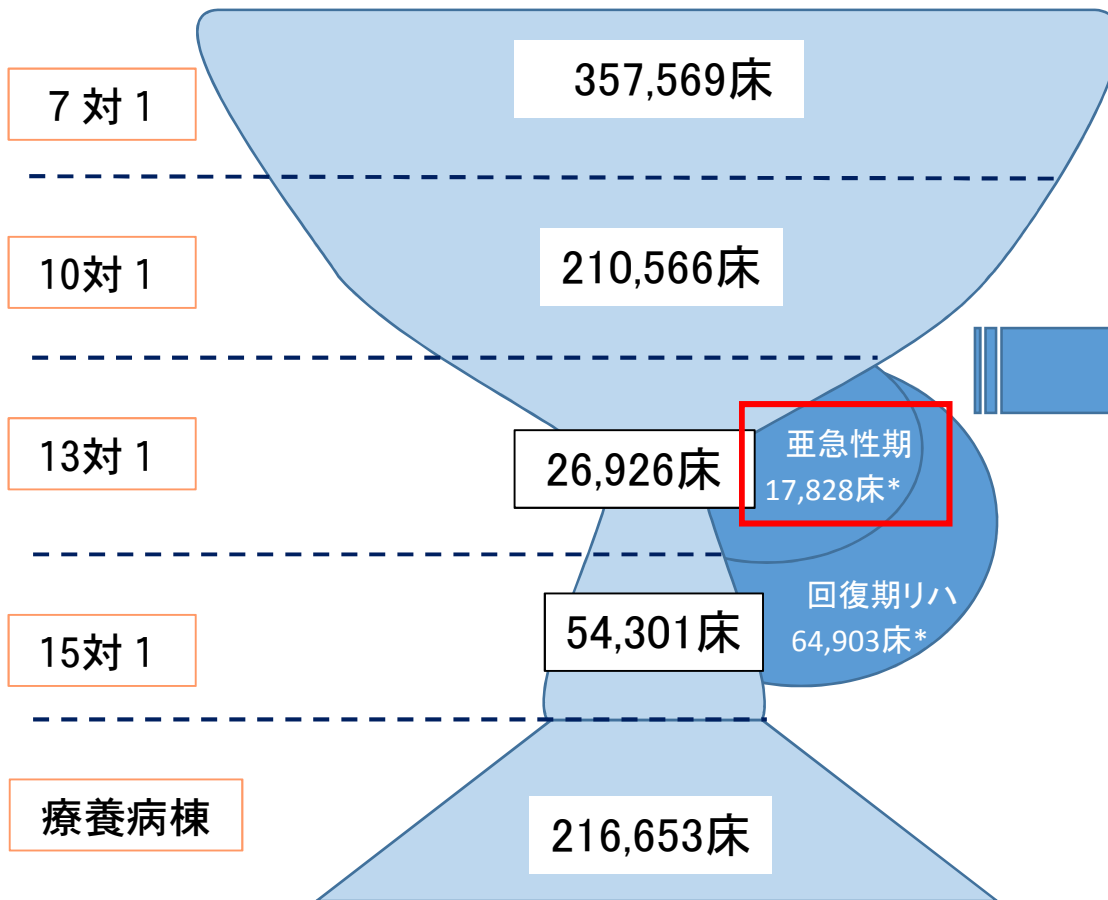 7対1
357,569床
10対1
210,566床
13対1
26,926床
亜急性期
17,828床*
15対1
54,301床
回復期リハ
64,903床*
療養病棟
216,653床